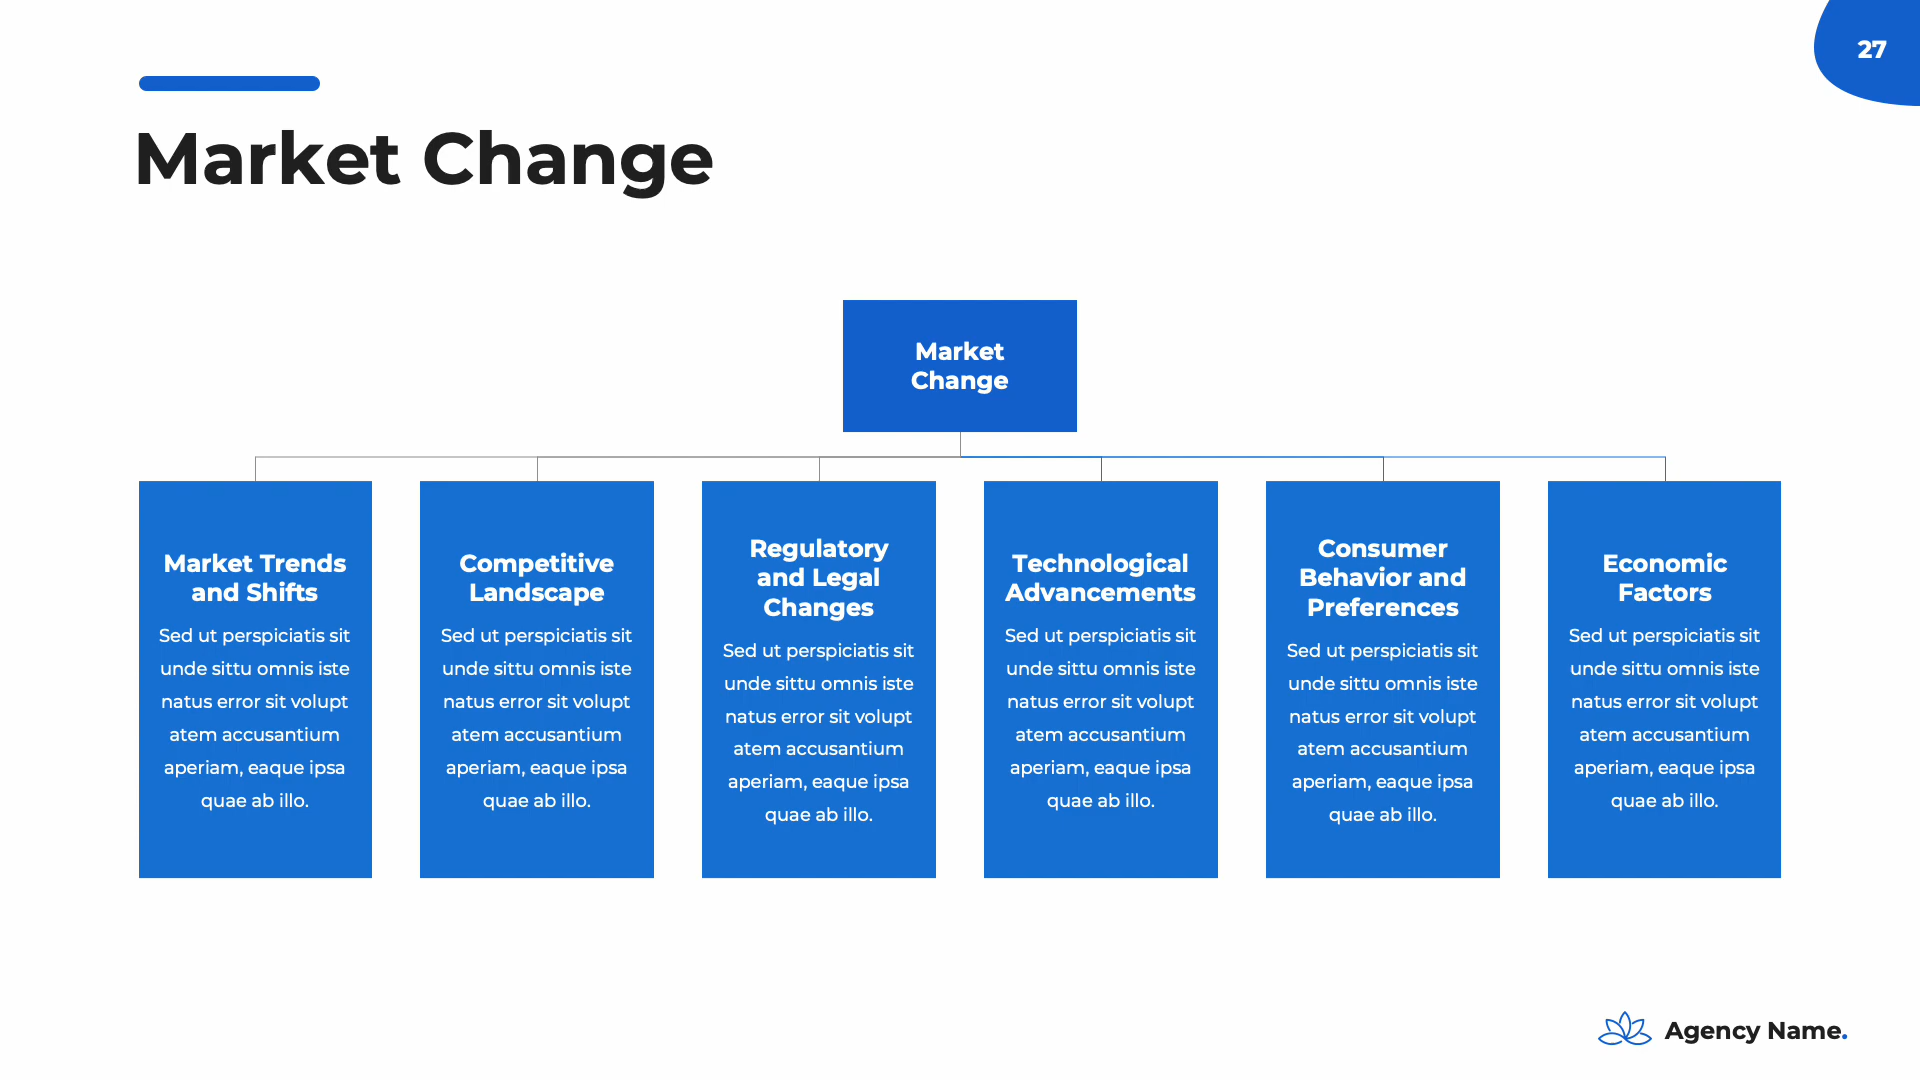 27
Market Change
Market
Change
Market Trends
and Shifts
Sed ut perspiciatis sit
unde sittu omnis iste
natus error sit volupt
atem accusantium
aperiam, eaque ipsa
quae ab illo.
Competitive
Landscape
Sed ut perspiciatis sit
unde sittu omnis iste
natus error sit volupt
atem accusantium
aperiam, eaque ipsa
quae ab illo.
Regulatory
and Legal
Changes
Sed ut perspiciatis sit
unde sittu omnis iste
natus error sit volupt
atem accusantium
aperiam, eaque ipsa
quae ab illo.
Technological
Advancements
Sed ut perspiciatis sit
unde sittu omnis iste
natus error sit volupt
atem accusantium
aperiam, eaque ipsa
quae ab illo.
Consumer
Behavior and
Preferences
Sed ut perspiciatis sit
unde sittu omnis iste
natus error sit volupt
atem accusantium
aperiam, eaque ipsa
quae ab illo.
Economic
Factors
Sed ut perspiciatis sit
unde sittu omnis iste
natus error sit volupt
atem accusantium
aperiam, eaque ipsa
quae ab illo.
Agency Name.